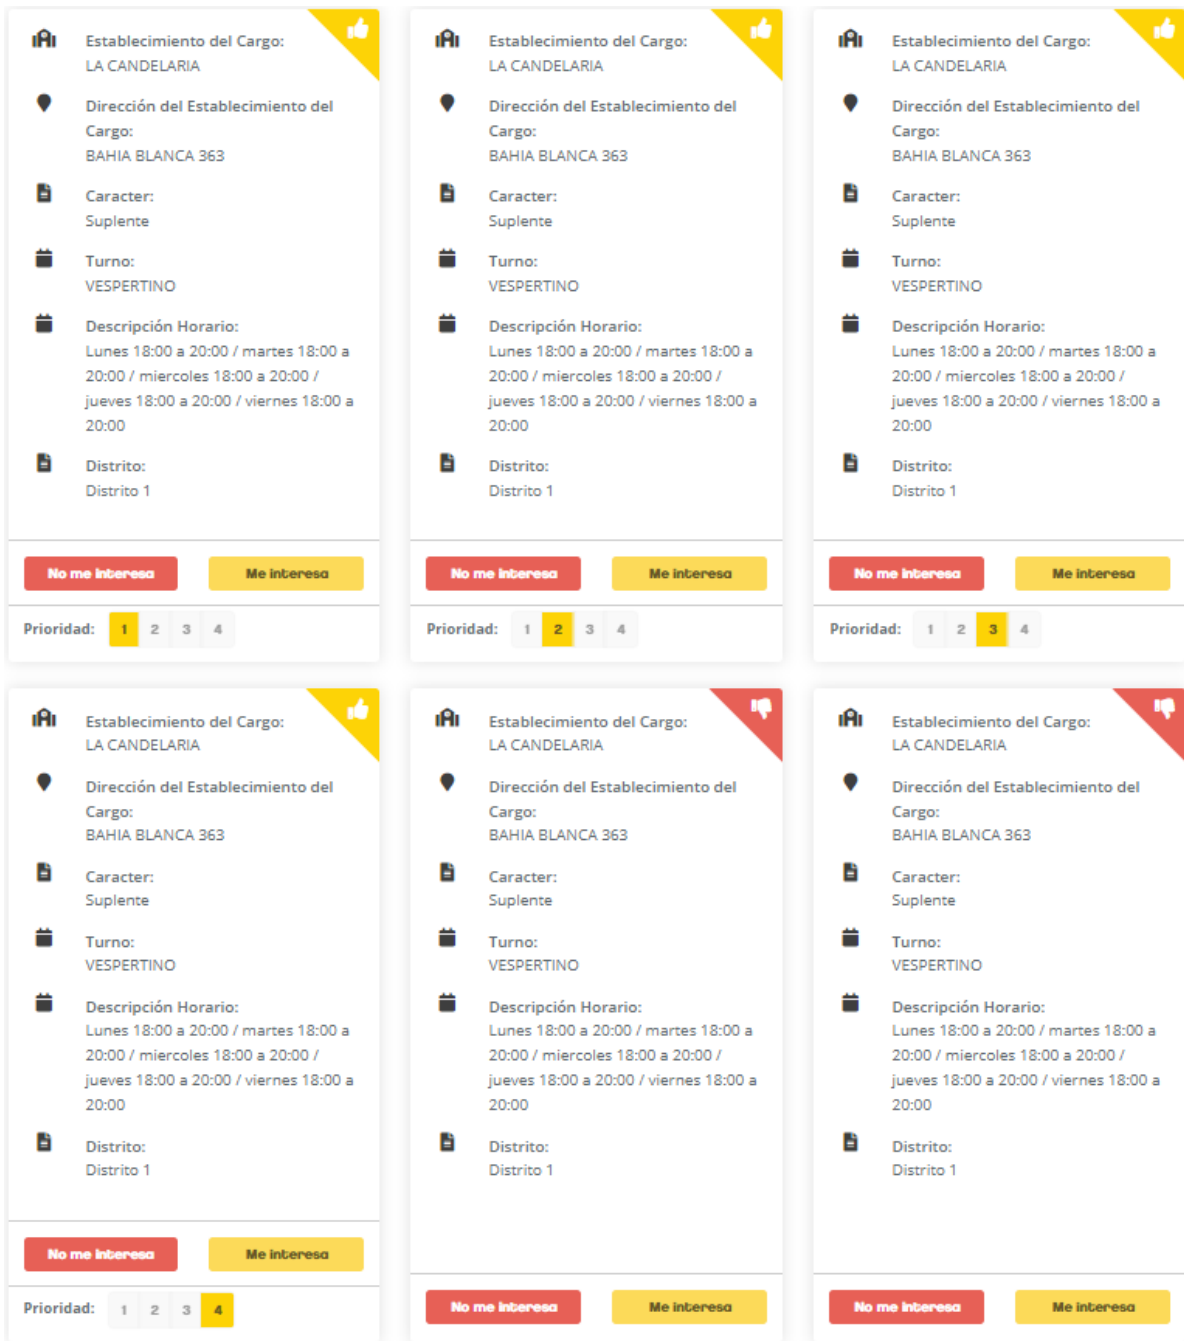 Establecimiento del Cargo:
LA CANDELARIA
Dirección del Establecimiento del
Cargo:
BAHIA BLANCA 363
Caracter:
Suplente
Turno:
VESPERTINO
Descripción Horario:
Lunes 18:00 a 20:00 / martes 18:00 a
20:00 / miercoles 18:00 a 20:00 /
jueves 18:00 a 20:00 / viernes 18:00 a
20:00
Distrito:
Distrito 1
No me interesa Me interesa
Prioridad: 1 2 3 4
Establecimiento del Cargo:
LA CANDELARIA
Dirección del Establecimiento del
Cargo:
BAHIA BLANCA 363
Caracter:
Suplente
Turno:
VESPERTINO
Descripción Horario:
Lunes 18:00 a 20:00 / martes 18:00 a
20:00 / miercoles 18:00 a 20:00 /
jueves 18:00 a 20:00 / viernes 18:00 a
20:00
Distrito:
Distrito 1
No me interesa Me interesa
Prioridad: 1 2 3 4
Establecimiento del Cargo:
LA CANDELARIA
Dirección del Establecimiento del
Cargo:
BAHIA BLANCA 363
Caracter:
Suplente
Turno:
VESPERTINO
Descripción Horario:
Lunes 18:00 a 20:00 / martes 18:00 a
20:00 / miercoles 18:00 a 20:00 /
jueves 18:00 a 20:00 / viernes 18:00 a
20:00
Distrito:
Distrito 1
No me interesa Me interesa
Prioridad: 1 2 3 4
Establecimiento del Cargo:
LA CANDELARIA
Dirección del Establecimiento del
Cargo:
BAHIA BLANCA 363
Caracter:
Suplente
Turno:
VESPERTINO
Descripción Horario:
Lunes 18:00 a 20:00 / martes 18:00 a
20:00 / miercoles 18:00 a 20:00 /
jueves 18:00 a 20:00 / viernes 18:00 a
20:00
Distrito:
Distrito 1
No me interesa Me interesa
Prioridad: 1 2 3 4
Establecimiento del Cargo:
LA CANDELARIA
Dirección del Establecimiento del
Cargo:
BAHIA BLANCA 363
Caracter:
Suplente
Turno:
VESPERTINO
Descripción Horario:
Lunes 18:00 a 20:00 / martes 18:00 a
20:00 / miercoles 18:00 a 20:00 /
jueves 18:00 a 20:00 / viernes 18:00 a
20:00
Distrito:
Distrito 1
No me interesa Me interesa
Establecimiento del Cargo:
LA CANDELARIA
Dirección del Establecimiento del
Cargo:
BAHIA BLANCA 363
Caracter:
Suplente
Turno:
VESPERTINO
Descripción Horario:
Lunes 18:00 a 20:00 / martes 18:00 a
20:00 / miercoles 18:00 a 20:00 /
jueves 18:00 a 20:00 / viernes 18:00 a
20:00
Distrito:
Distrito 1
No me interesa Me interesa